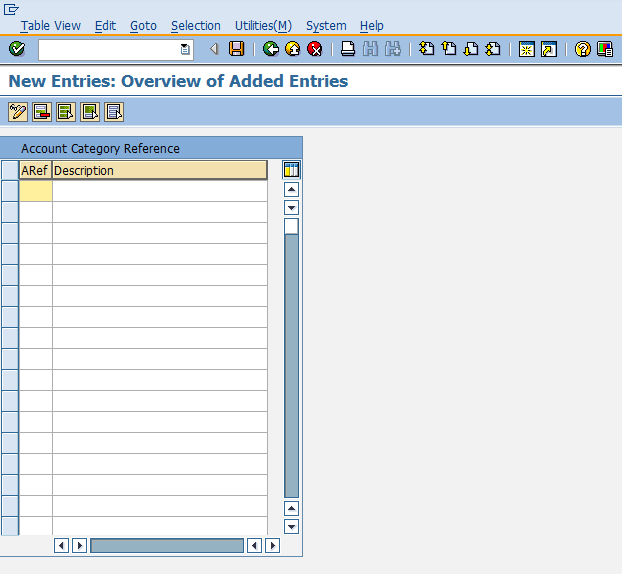 Table View Edit Goto Selection Utilities(M) System Help
New Entries: Overview of Added Entries
Account Category Reference
ARef Description